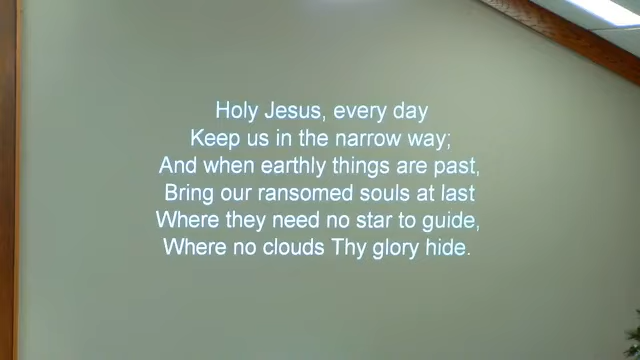 Holy Jesus, every day
Keep us in the narrow way;
And when earthly things are past,
Bring our ransomed souls at last
Where they need no star to guide,
Where no clouds Thy glory hide.